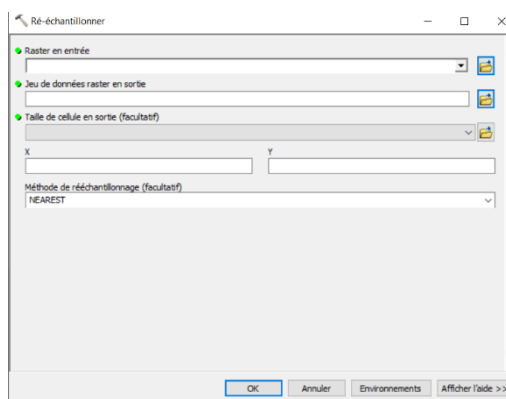 Ré-échantillonner
Raster en entrée
Jeu de données raster en sortie
Taille de cellule en sortie (facultatif)
X Y
Méthode de rééchantillonnage (facultatif)
NEAREST
OK Annuler Environnements Afficher l'aide >>